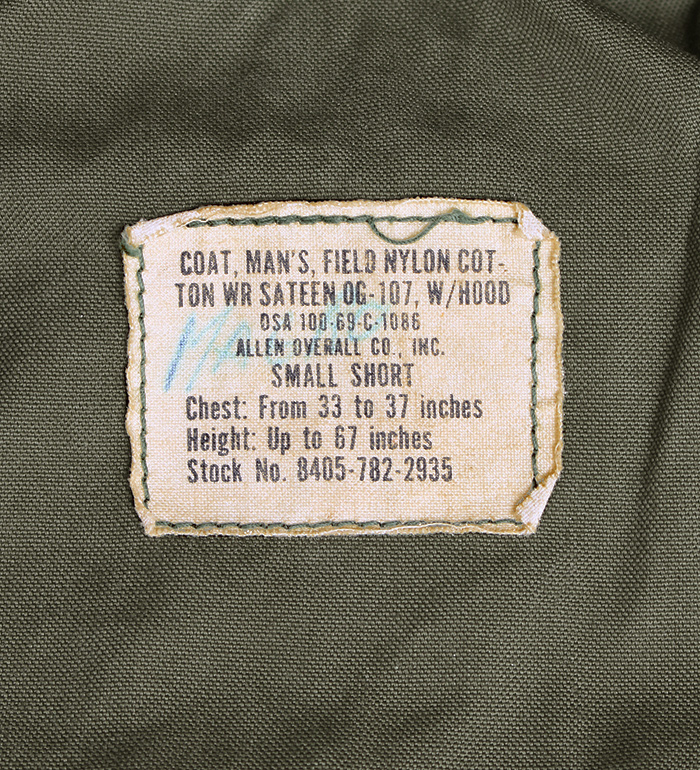 COAT, MAN'S, FIELD NYLON COT-
TON WR SATEEN OG-107, W/HOOD
DSA 100-69-C-1086
ALLEN OVERALL CO., INC.
SMALL SHORT
Chest: From 33 to 37 inches
Height: Up to 67 inches
Stock No. 8405-782-2935